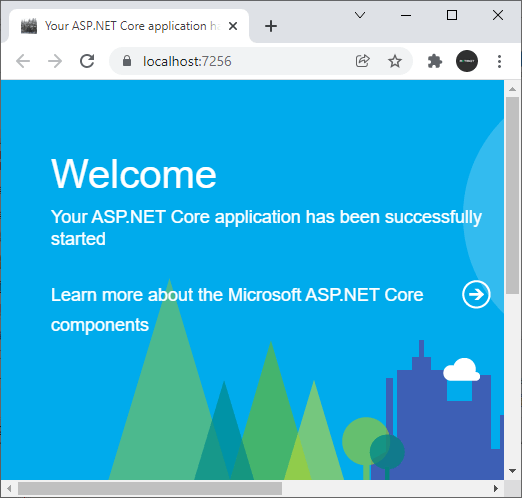 Your ASP.NET Core application ha
localhost:7256
Welcome
Your ASP.NET Core application has been successfully
started
Learn more about the Microsoft ASP.NET Core
components